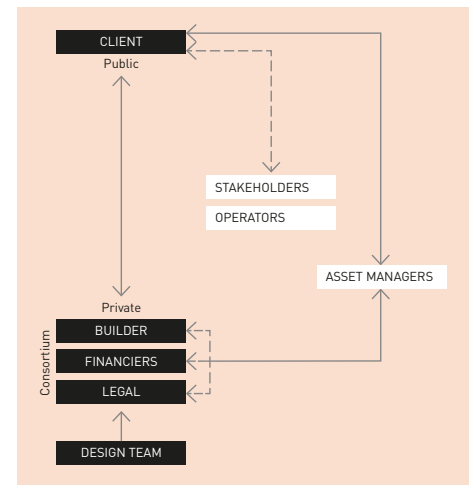 CLIENT
Public
STAKEHOLDERS
OPERATORS
ASSET MANAGERS
Private
Consortium
BUILDER
FINANCIERS
LEGAL
DESIGN TEAM